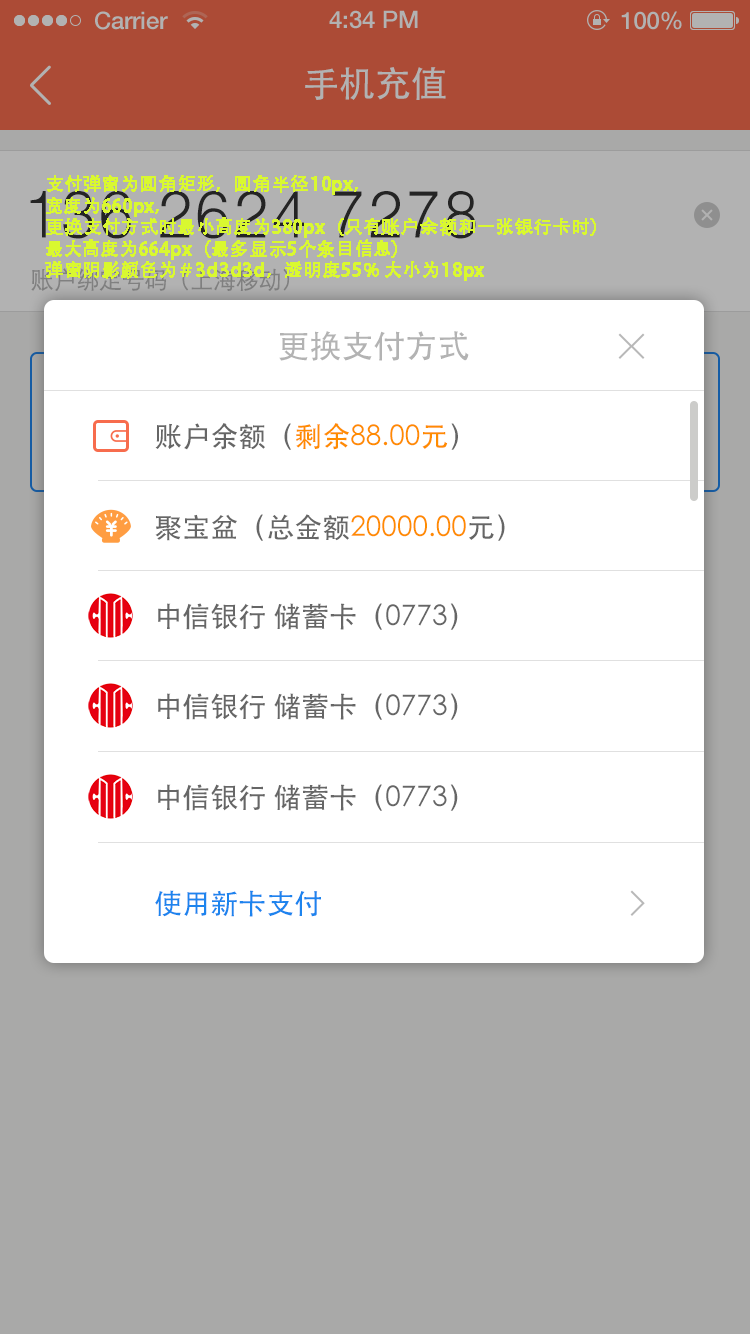 Carrier 4:34 PM 100%
手机充值
支付弹窗为圆角矩形，圆角半径10px,
136 2624 7278
宽度为660px,
更换支付方式时最小高度为380px（只有账户余额和一张银行卡时）
最大高度为664px（最多显示5个条目信息）
弹窗阴影颜色为#3d3d3d，透明度55% 大小为18px
账户绑定号码（上海移动）
更换支付方式
账户余额（剩余88.00元）
聚宝盆（总金额20000.00元）
中信银行 储蓄卡（0773）
中信银行 储蓄卡（0773）
中信银行 储蓄卡（0773）
使用新卡支付